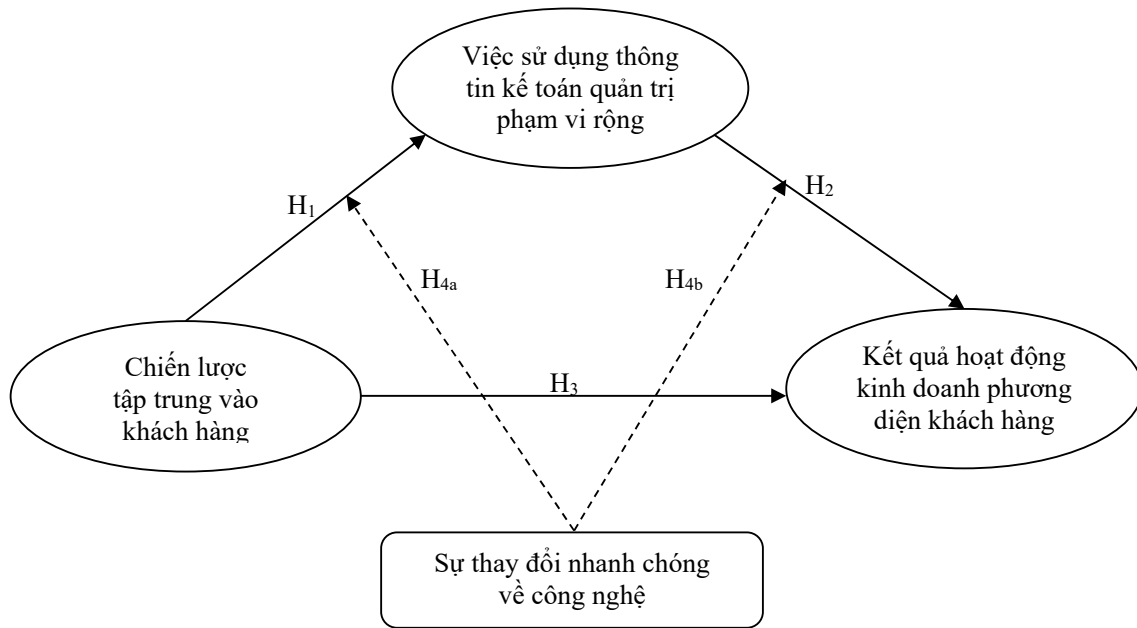 Việc sử dụng thông
tin kế toán quản trị
phạm vi rộng
H1
H2
H4a
H4b
Chiến lược
tập trung vào
khách hàng
H3
Kết quả hoạt động
kinh doanh phương
diện khách hàng
Sự thay đổi nhanh chóng
về công nghệ